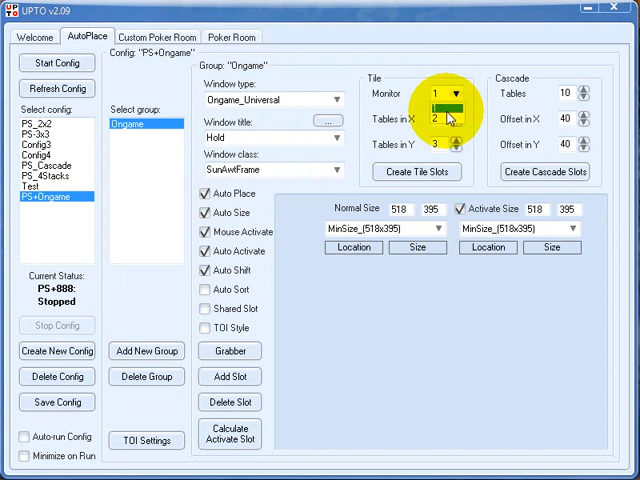 UPTO v2.09
Welcome
AutoPlace
Custom Poker Room
Poker Room
Start Config
Refresh Config
Select config:
PS_2x2
PS-3x3
Config3
Config4
PS_Cascade
PS_4Stacks
Test
PS+Ongame
Current Status:
PS+888:
Stopped
Stop Config
Create New Config
Delete Config
Save Config
Auto-run Config
Minimize on Run
Config: "PS+Ongame"
Select group:
Ongame
Add New Group
Delete Group
TOI Settings
Group: "Ongame"
Window type:
Ongame_Universal
Window title:
...
Hold
Window class:
SunAwtFrame
Auto Place
Auto Size
Mouse Activate
Auto Activate
Auto Shift
Auto Sort
Shared Slot
TOI Style
Grabber
Add Slot
Delete Slot
Calculate
Activate Slot
Tile
Monitor 1
Tables in X 2
Tables in Y 3
Create Tile Slots
Cascade
Tables 10
Offset in X 40
Offset in Y 40
Create Cascade Slots
Normal Size 518 395
MinSize_(518x395)
Location Size
Activate Size 518 395
MinSize_(518x395)
Location Size